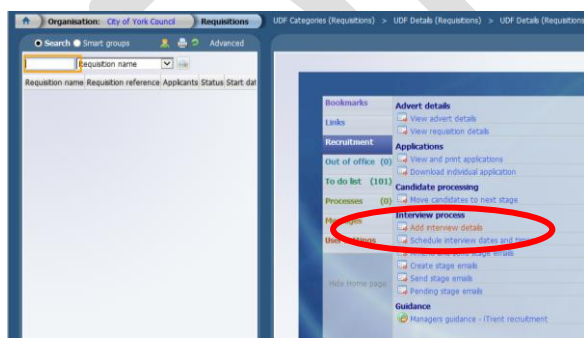 Organisation: City of York Council Requisitions UDF Categories (Requisitions) > UDF Details (Requisitions) > UDF Details (Requisitions
Search Smart groups Advanced
Requisition name
Requisition name Requisition reference Applicants Status Start dat
Bookmarks
Links
Recruitment
Out of office (0)
To do list (101)
Processes (0)
Hide Home page
Advert details
View advert details
View requisition details
Applications
View and print applications
Download individual application
Candidate processing
Move candidates to next stage
Interview process
Add interview details
Schedule interview dates and
stage emails
Create stage emails
Send stage emails
Pending stage emails
Guidance
Managers guidance - iTrent recruitment